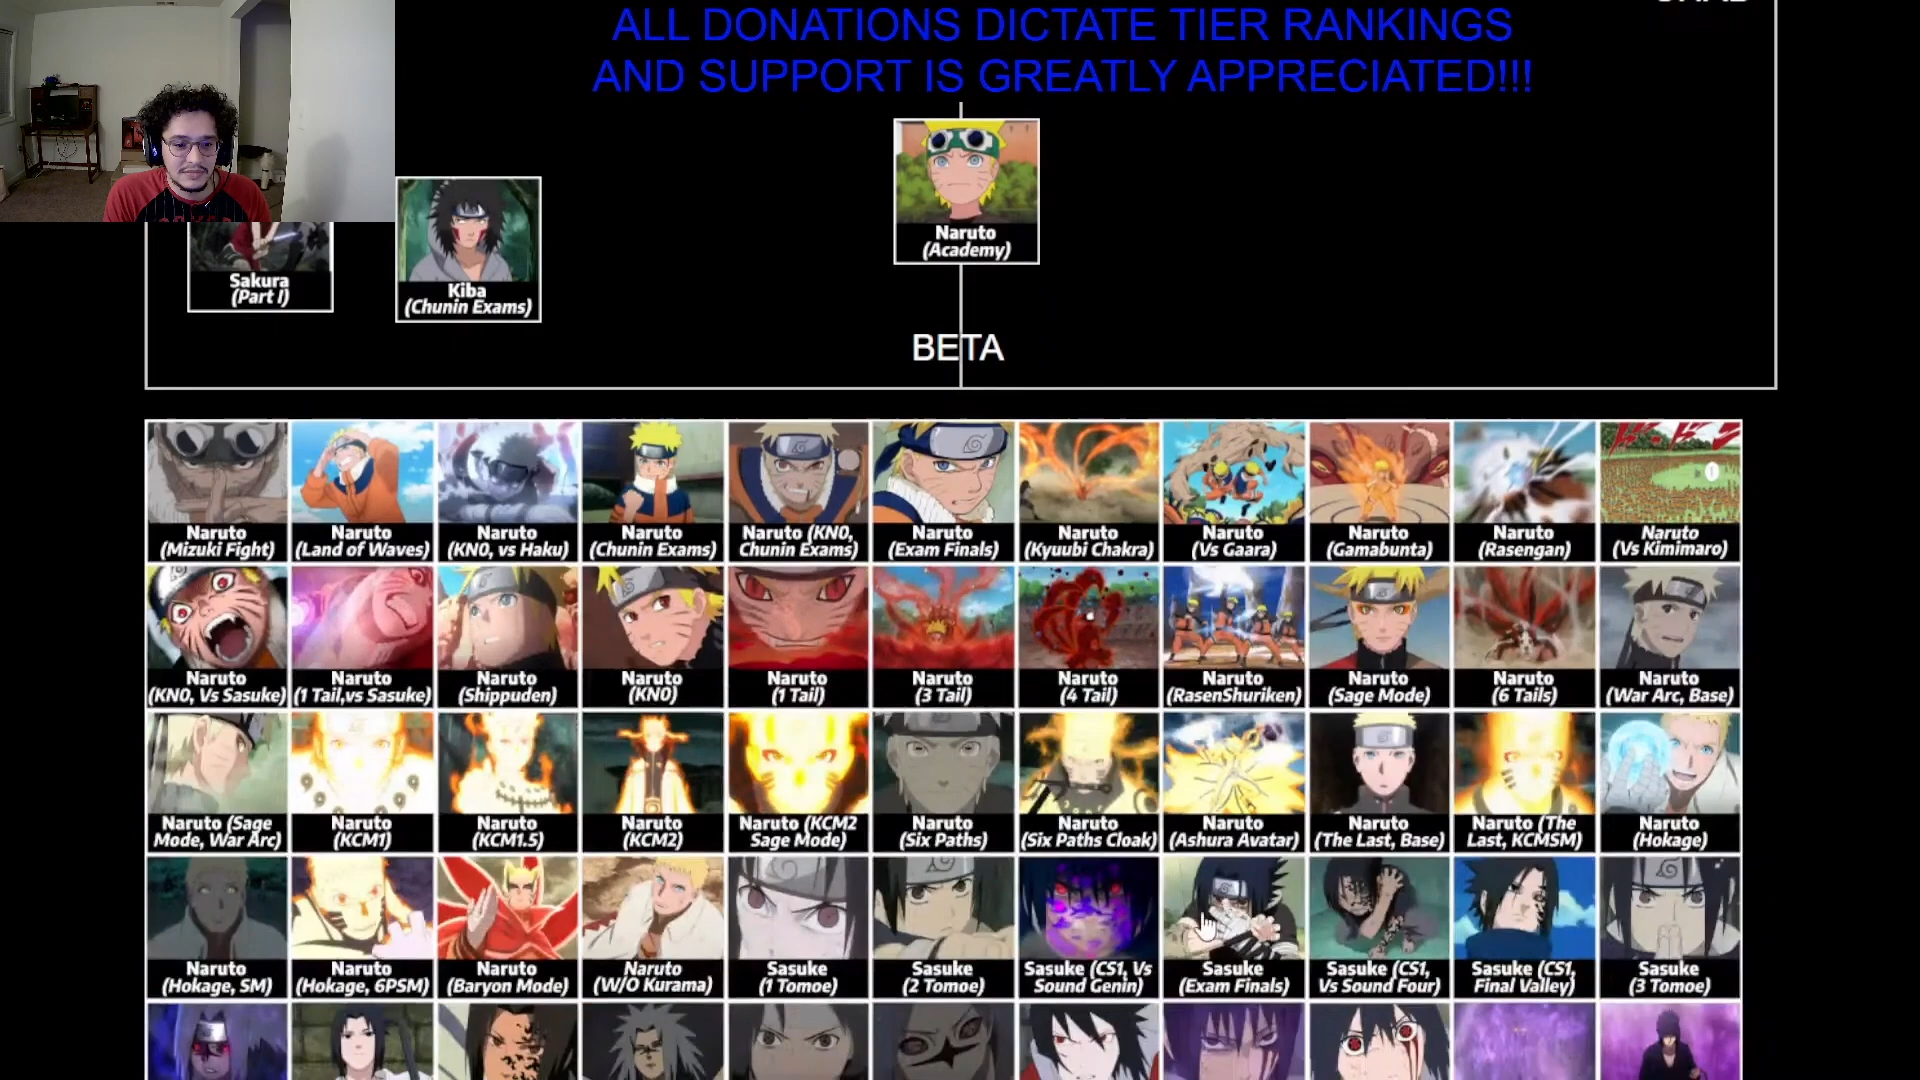 ALL DONATIONS DICTATE TIER RANKINGS
AND SUPPORT IS GREATLY APPRECIATED!!!
Naruto
(Academy)
Sakura
(Part I)
Kiba
(Chunin Exams)
BETA
Naruto
(Mizuki Fight)
Naruto
(Land of Waves)
Naruto
(KN0, vs Haku)
Naruto
(Chunin Exams)
Naruto (KN0,
Chunin Exams)
Naruto
(Exam Finals)
Naruto
(Kyuubi Chakra)
Naruto
(Vs Gaara)
Naruto
(Gamabunta)
Naruto
(Rasengan)
Naruto
(Vs Kimimaro)
Naruto
(KN0, Vs Sasuke)
Naruto
(1 Tail,vs Sasuke)
Naruto
(Shippuden)
Naruto
(KN0)
Naruto
(1 Tail)
Naruto
(3 Tail)
Naruto
(4 Tail)
Naruto
(RasenShuriken)
Naruto
(Sage Mode)
Naruto
(6 Tails)
Naruto
(War Arc, Base)
Naruto (Sage
Mode, War Arc)
Naruto
(KCM1)
Naruto
(KCM1.5)
Naruto
(KCM2)
Naruto (KCM2
Sage Mode)
Naruto
(Six Paths)
Naruto
(Six Paths Cloak)
Naruto
(Ashura Avatar)
Naruto
(The Last, Base)
Naruto (The
Last, KCMSM)
Naruto
(Hokage)
Naruto
(Hokage, SM)
Naruto
(Hokage, 6PSM)
Naruto
(Baryon Mode)
Naruto
(W/O Kurama)
Sasuke
(1 Tomoe)
Sasuke
(2 Tomoe)
Sasuke (CS1, Vs
Sound Genin)
Sasuke
(Exam Finals)
Sasuke (CS1,
Vs Sound Four)
Sasuke (CS1,
Final Valley)
Sasuke
(3 Tomoe)